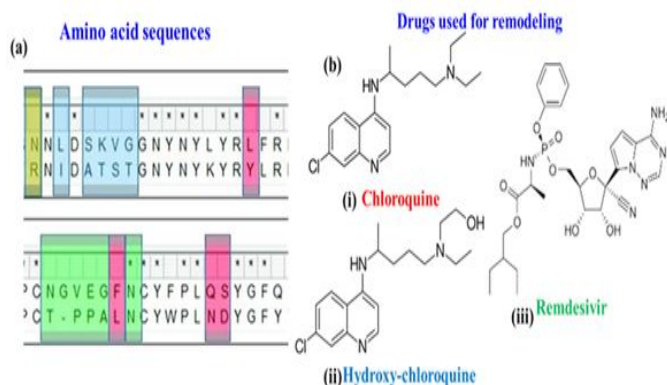 Amino acid sequences
Drugs used for remodeling
(a)
N N L D S K V G G N Y N Y L Y R L F R
R N I D A T S T G N Y N Y K Y R Y L R
C N G V E G F N C Y F P L Q S Y G F Q
C T - P P A L N C Y W P L N D Y G F Y
(b)
HN
N
Cl
N
(i) Chloroquine
OH
HN
N
Cl
N
(ii) Hydroxy-chloroquine
NH₂
O
O
P
HN
O
O
O
N
N
N
N
HO
OH
(iii) Remdesivir